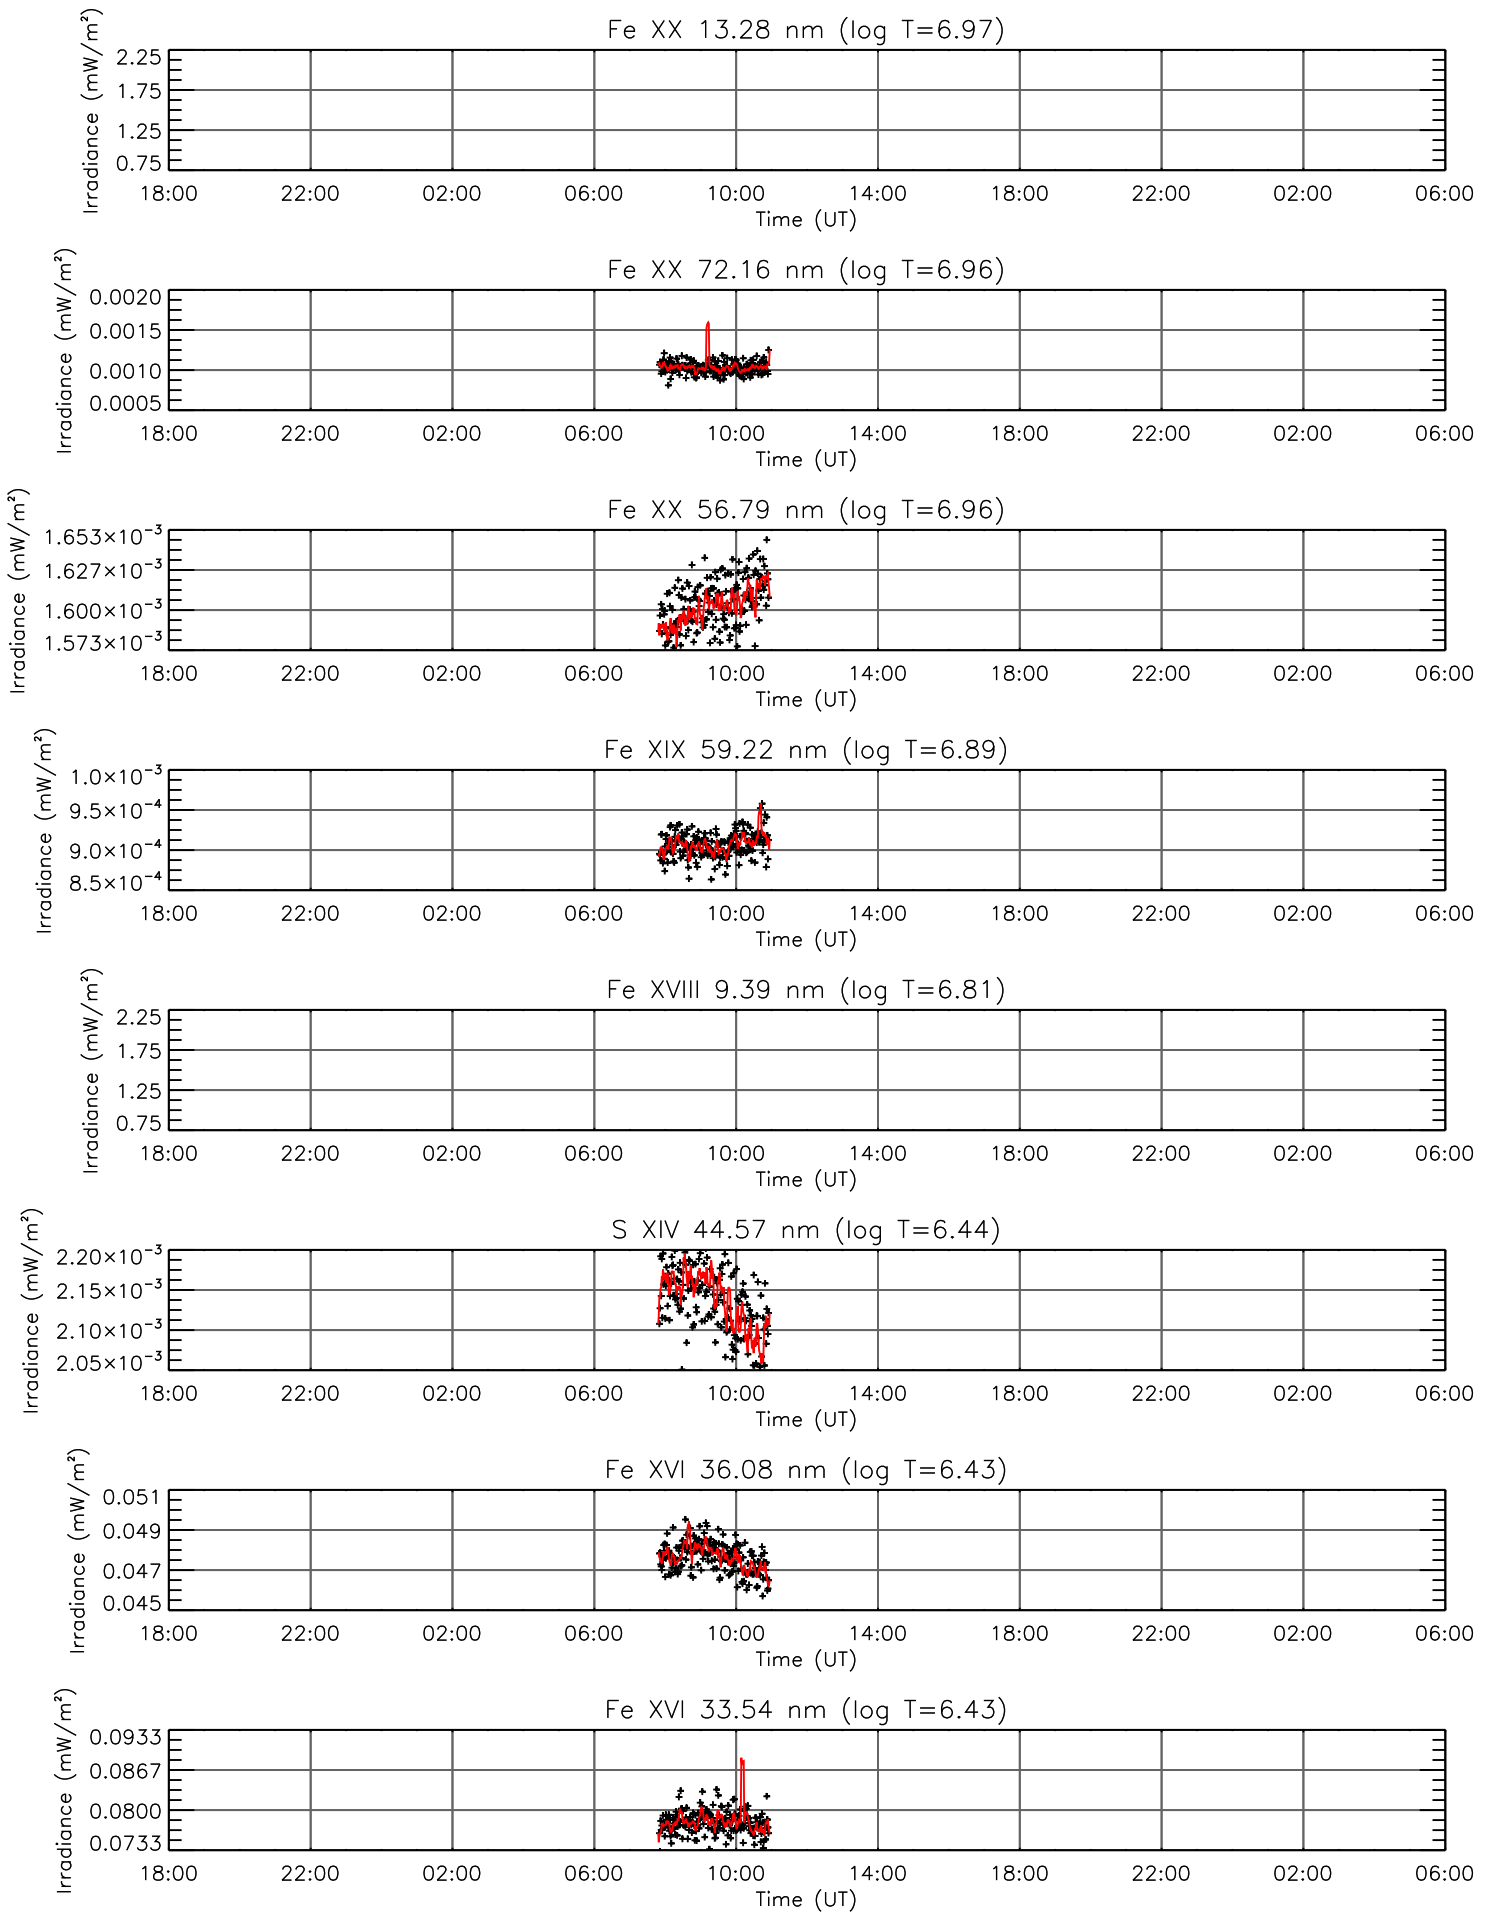 Fe XX 13.28 nm (log T=6.97)
Irradiance (mW/m²)
2.25
1.75
1.25
0.75
18:00 22:00 02:00 06:00 10:00 14:00 18:00 22:00 02:00 06:00
Time (UT)
Fe XX 72.16 nm (log T=6.96)
Irradiance (mW/m²)
0.0020
0.0015
0.0010
0.0005
18:00 22:00 02:00 06:00 10:00 14:00 18:00 22:00 02:00 06:00
Time (UT)
Fe XX 56.79 nm (log T=6.96)
Irradiance (mW/m²)
1.653×10⁻³
1.627×10⁻³
1.600×10⁻³
1.573×10⁻³
18:00 22:00 02:00 06:00 10:00 14:00 18:00 22:00 02:00 06:00
Time (UT)
Fe XIX 59.22 nm (log T=6.89)
Irradiance (mW/m²)
1.0×10⁻³
9.5×10⁻⁴
9.0×10⁻⁴
8.5×10⁻⁴
18:00 22:00 02:00 06:00 10:00 14:00 18:00 22:00 02:00 06:00
Time (UT)
Fe XVIII 9.39 nm (log T=6.81)
Irradiance (mW/m²)
2.25
1.75
1.25
0.75
18:00 22:00 02:00 06:00 10:00 14:00 18:00 22:00 02:00 06:00
Time (UT)
S XIV 44.57 nm (log T=6.44)
Irradiance (mW/m²)
2.20×10⁻³
2.15×10⁻³
2.10×10⁻³
2.05×10⁻³
18:00 22:00 02:00 06:00 10:00 14:00 18:00 22:00 02:00 06:00
Time (UT)
Fe XVI 36.08 nm (log T=6.43)
Irradiance (mW/m²)
0.051
0.049
0.047
0.045
18:00 22:00 02:00 06:00 10:00 14:00 18:00 22:00 02:00 06:00
Time (UT)
Fe XVI 33.54 nm (log T=6.43)
Irradiance (mW/m²)
0.0933
0.0867
0.0800
0.0733
18:00 22:00 02:00 06:00 10:00 14:00 18:00 22:00 02:00 06:00
Time (UT)